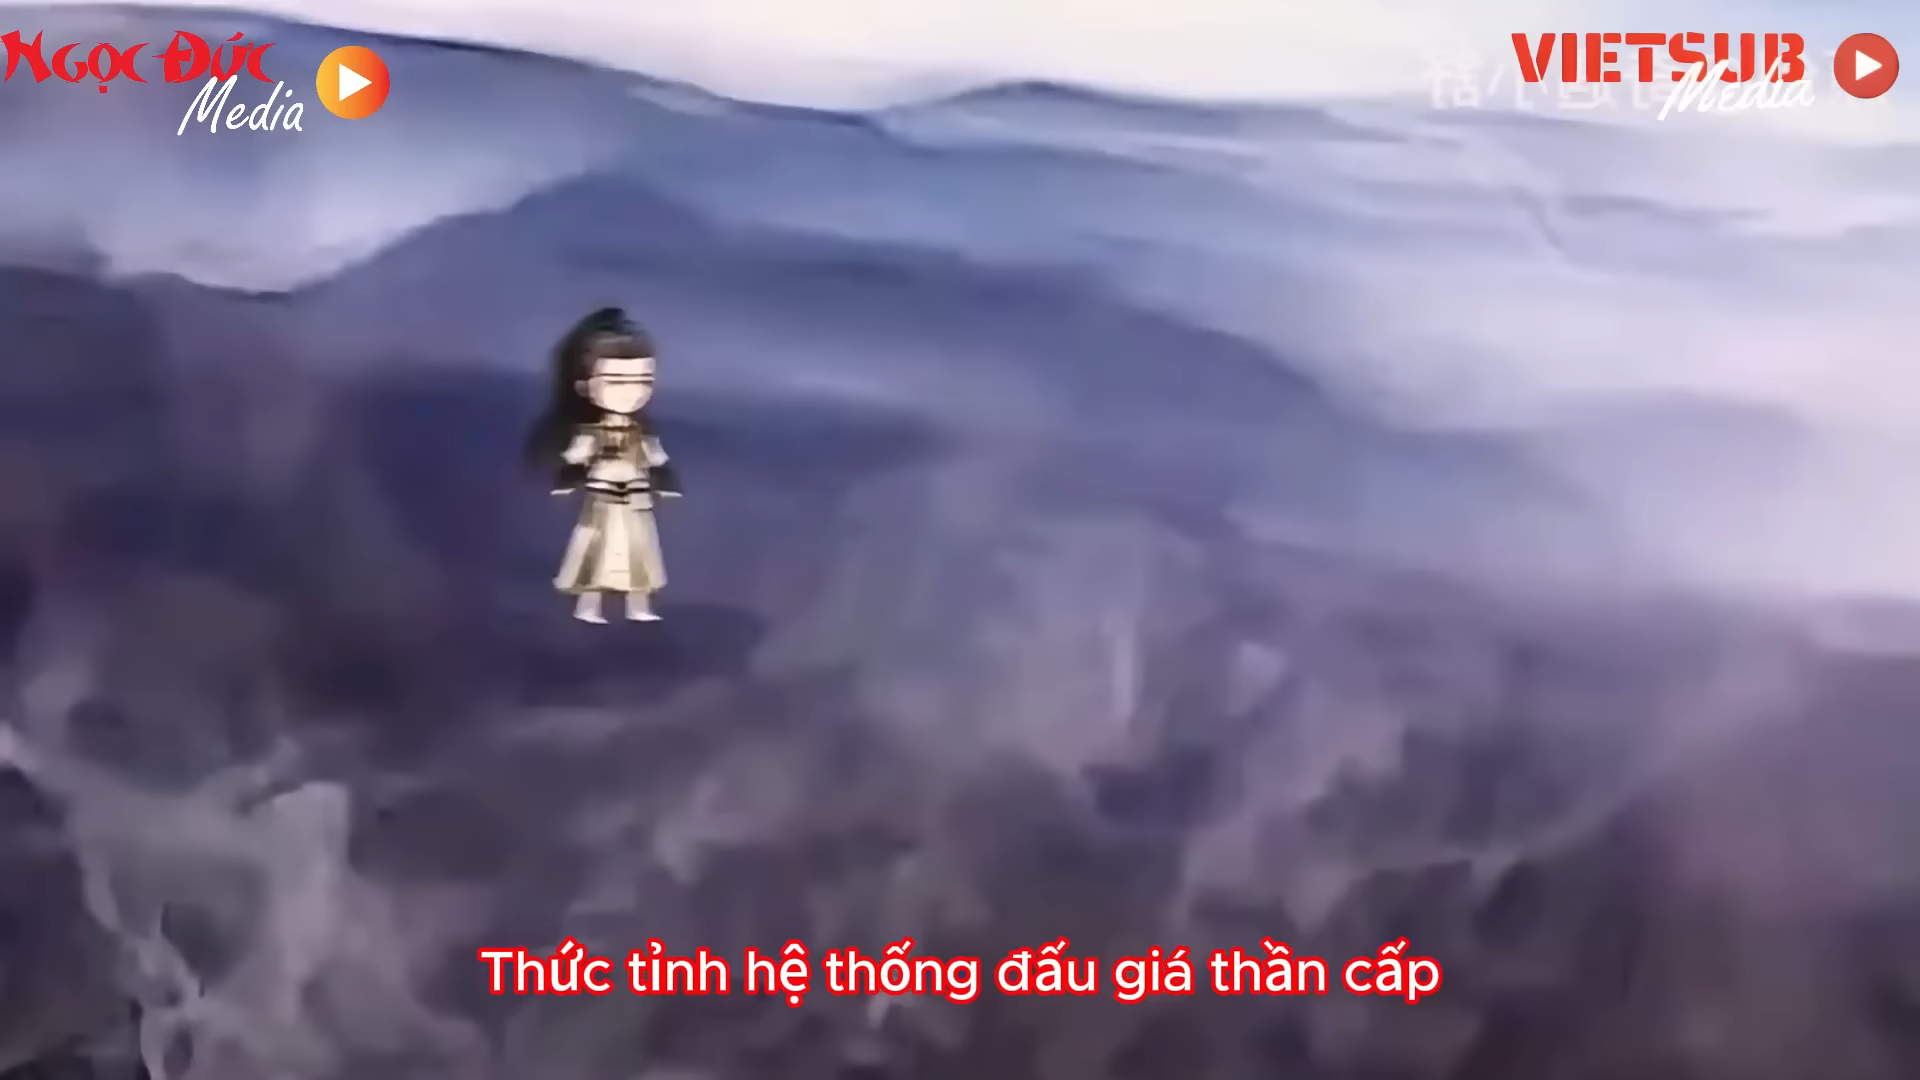 Ngọc Đức
Media
VIETSUB
Media
Thức tỉnh hệ thống đấu giá thần cấp